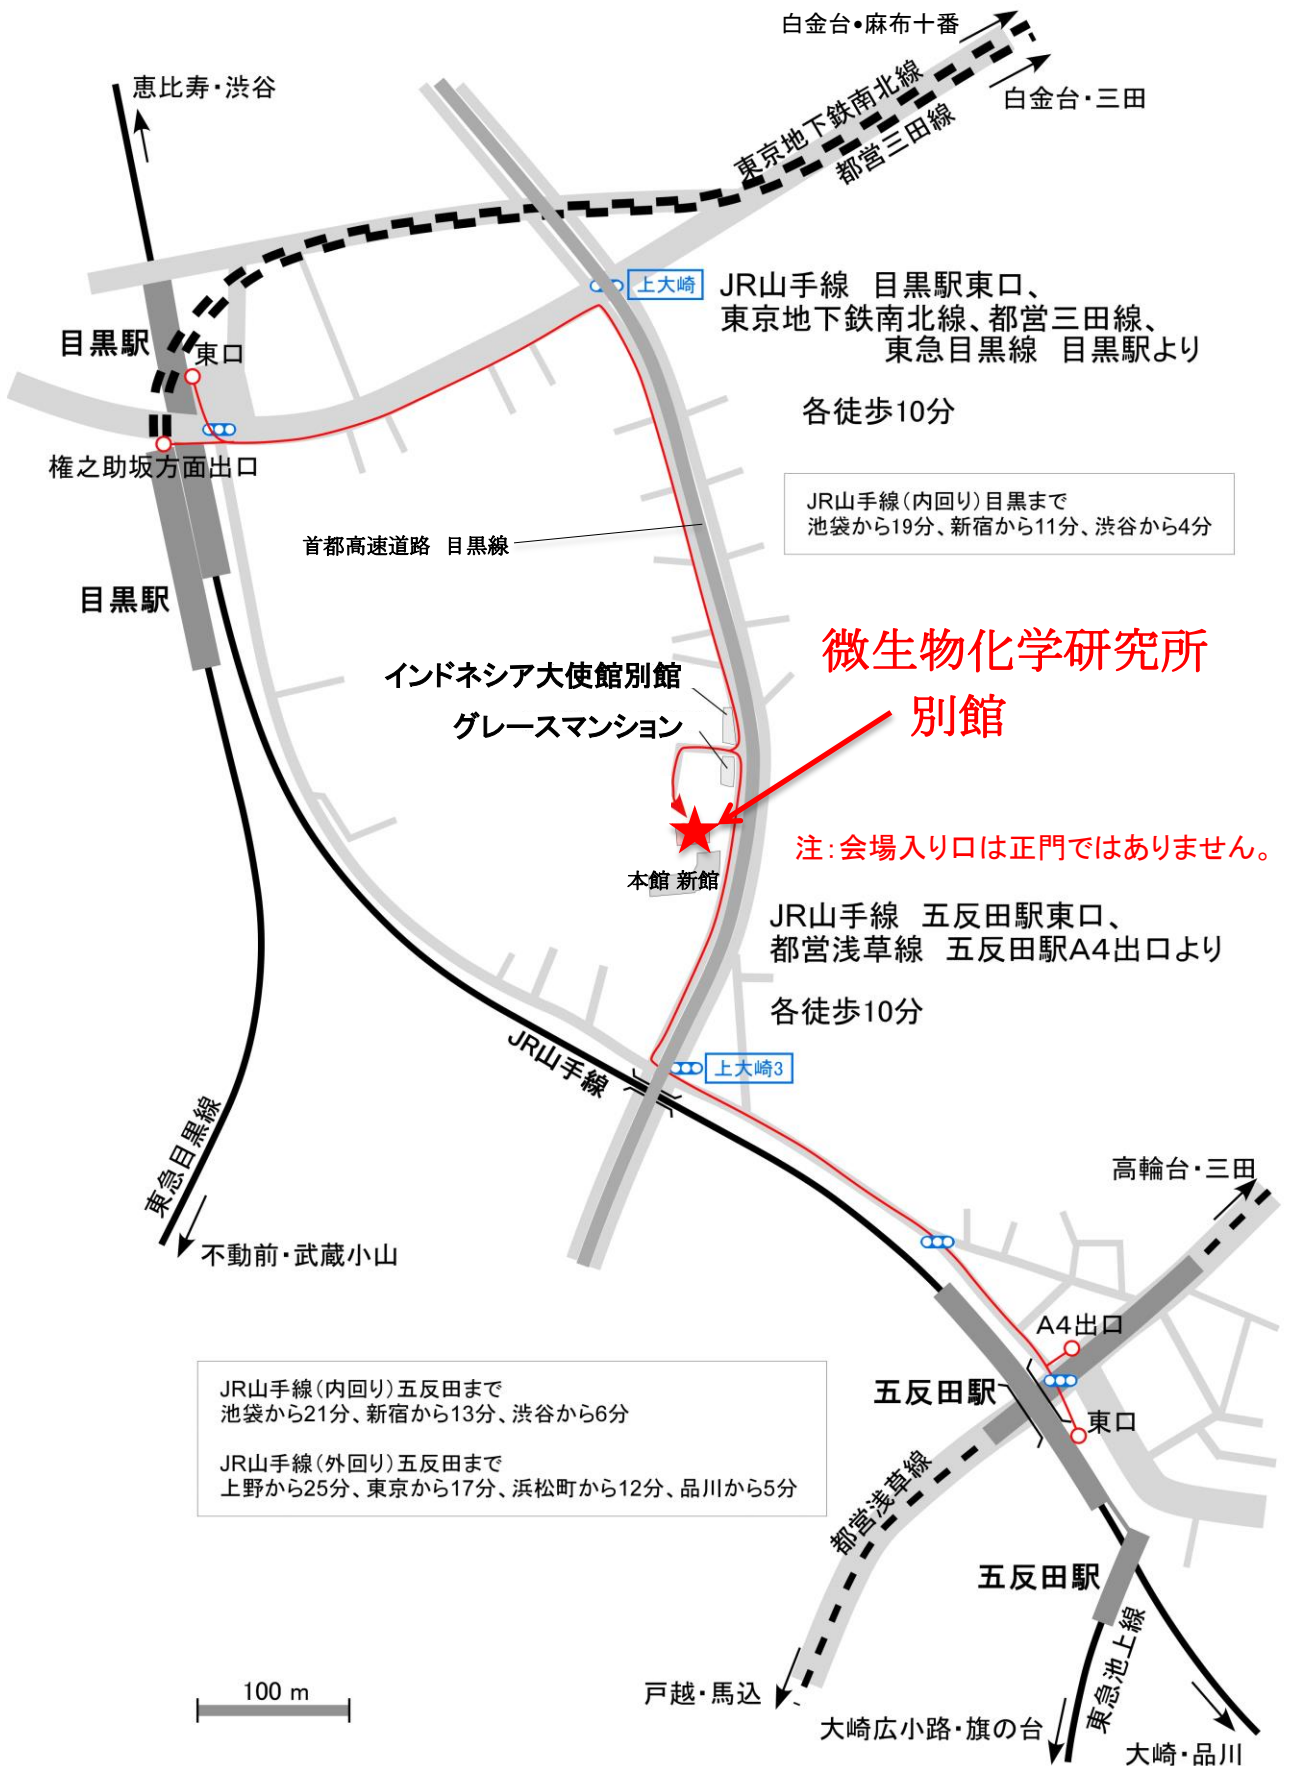 白金台・麻布十番
恵比寿・渋谷
白金台・三田
東京地下鉄南北線
都営三田線
上大崎
JR山手線　目黒駅東口、
東京地下鉄南北線、都営三田線、
東急目黒線　目黒駅より
各徒歩10分
目黒駅
東口
権之助坂方面出口
JR山手線（内回り）目黒まで
池袋から19分、新宿から11分、渋谷から4分
首都高速道路　目黒線
目黒駅
微生物化学研究所
別館
インドネシア大使館別館
グレースマンション
注：会場入り口は正門ではありません。
本館 新館
JR山手線　五反田駅東口、
都営浅草線　五反田駅A4出口より
各徒歩10分
JR山手線
上大崎3
東急目黒線
不動前・武蔵小山
高輪台・三田
A4出口
五反田駅
東口
JR山手線（内回り）五反田まで
池袋から21分、新宿から13分、渋谷から6分
JR山手線（外回り）五反田まで
上野から25分、東京から17分、浜松町から12分、品川から5分
都営浅草線
五反田駅
東急池上線
100 m
戸越・馬込
大崎広小路・旗の台
大崎・品川